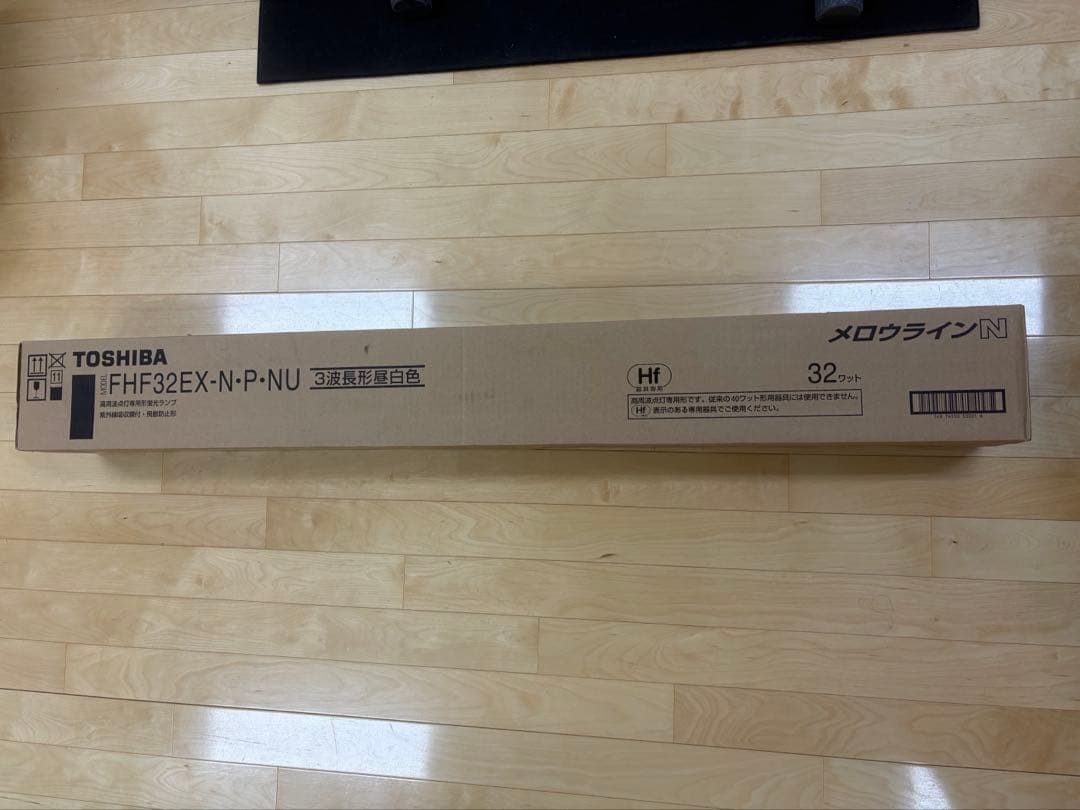 TOSHIBA
MODEL FHF32EX-N・P・NU 3波長形昼白色
高周波点灯専用形蛍光ランプ
紫外線吸収膜付・飛散防止形
11
メロウラインN
Hf
器具専用
32ワット
高周波点灯専用形です。従来の40ワット形用器具には使用できません。
Hf 表示のある専用器具でご使用ください。